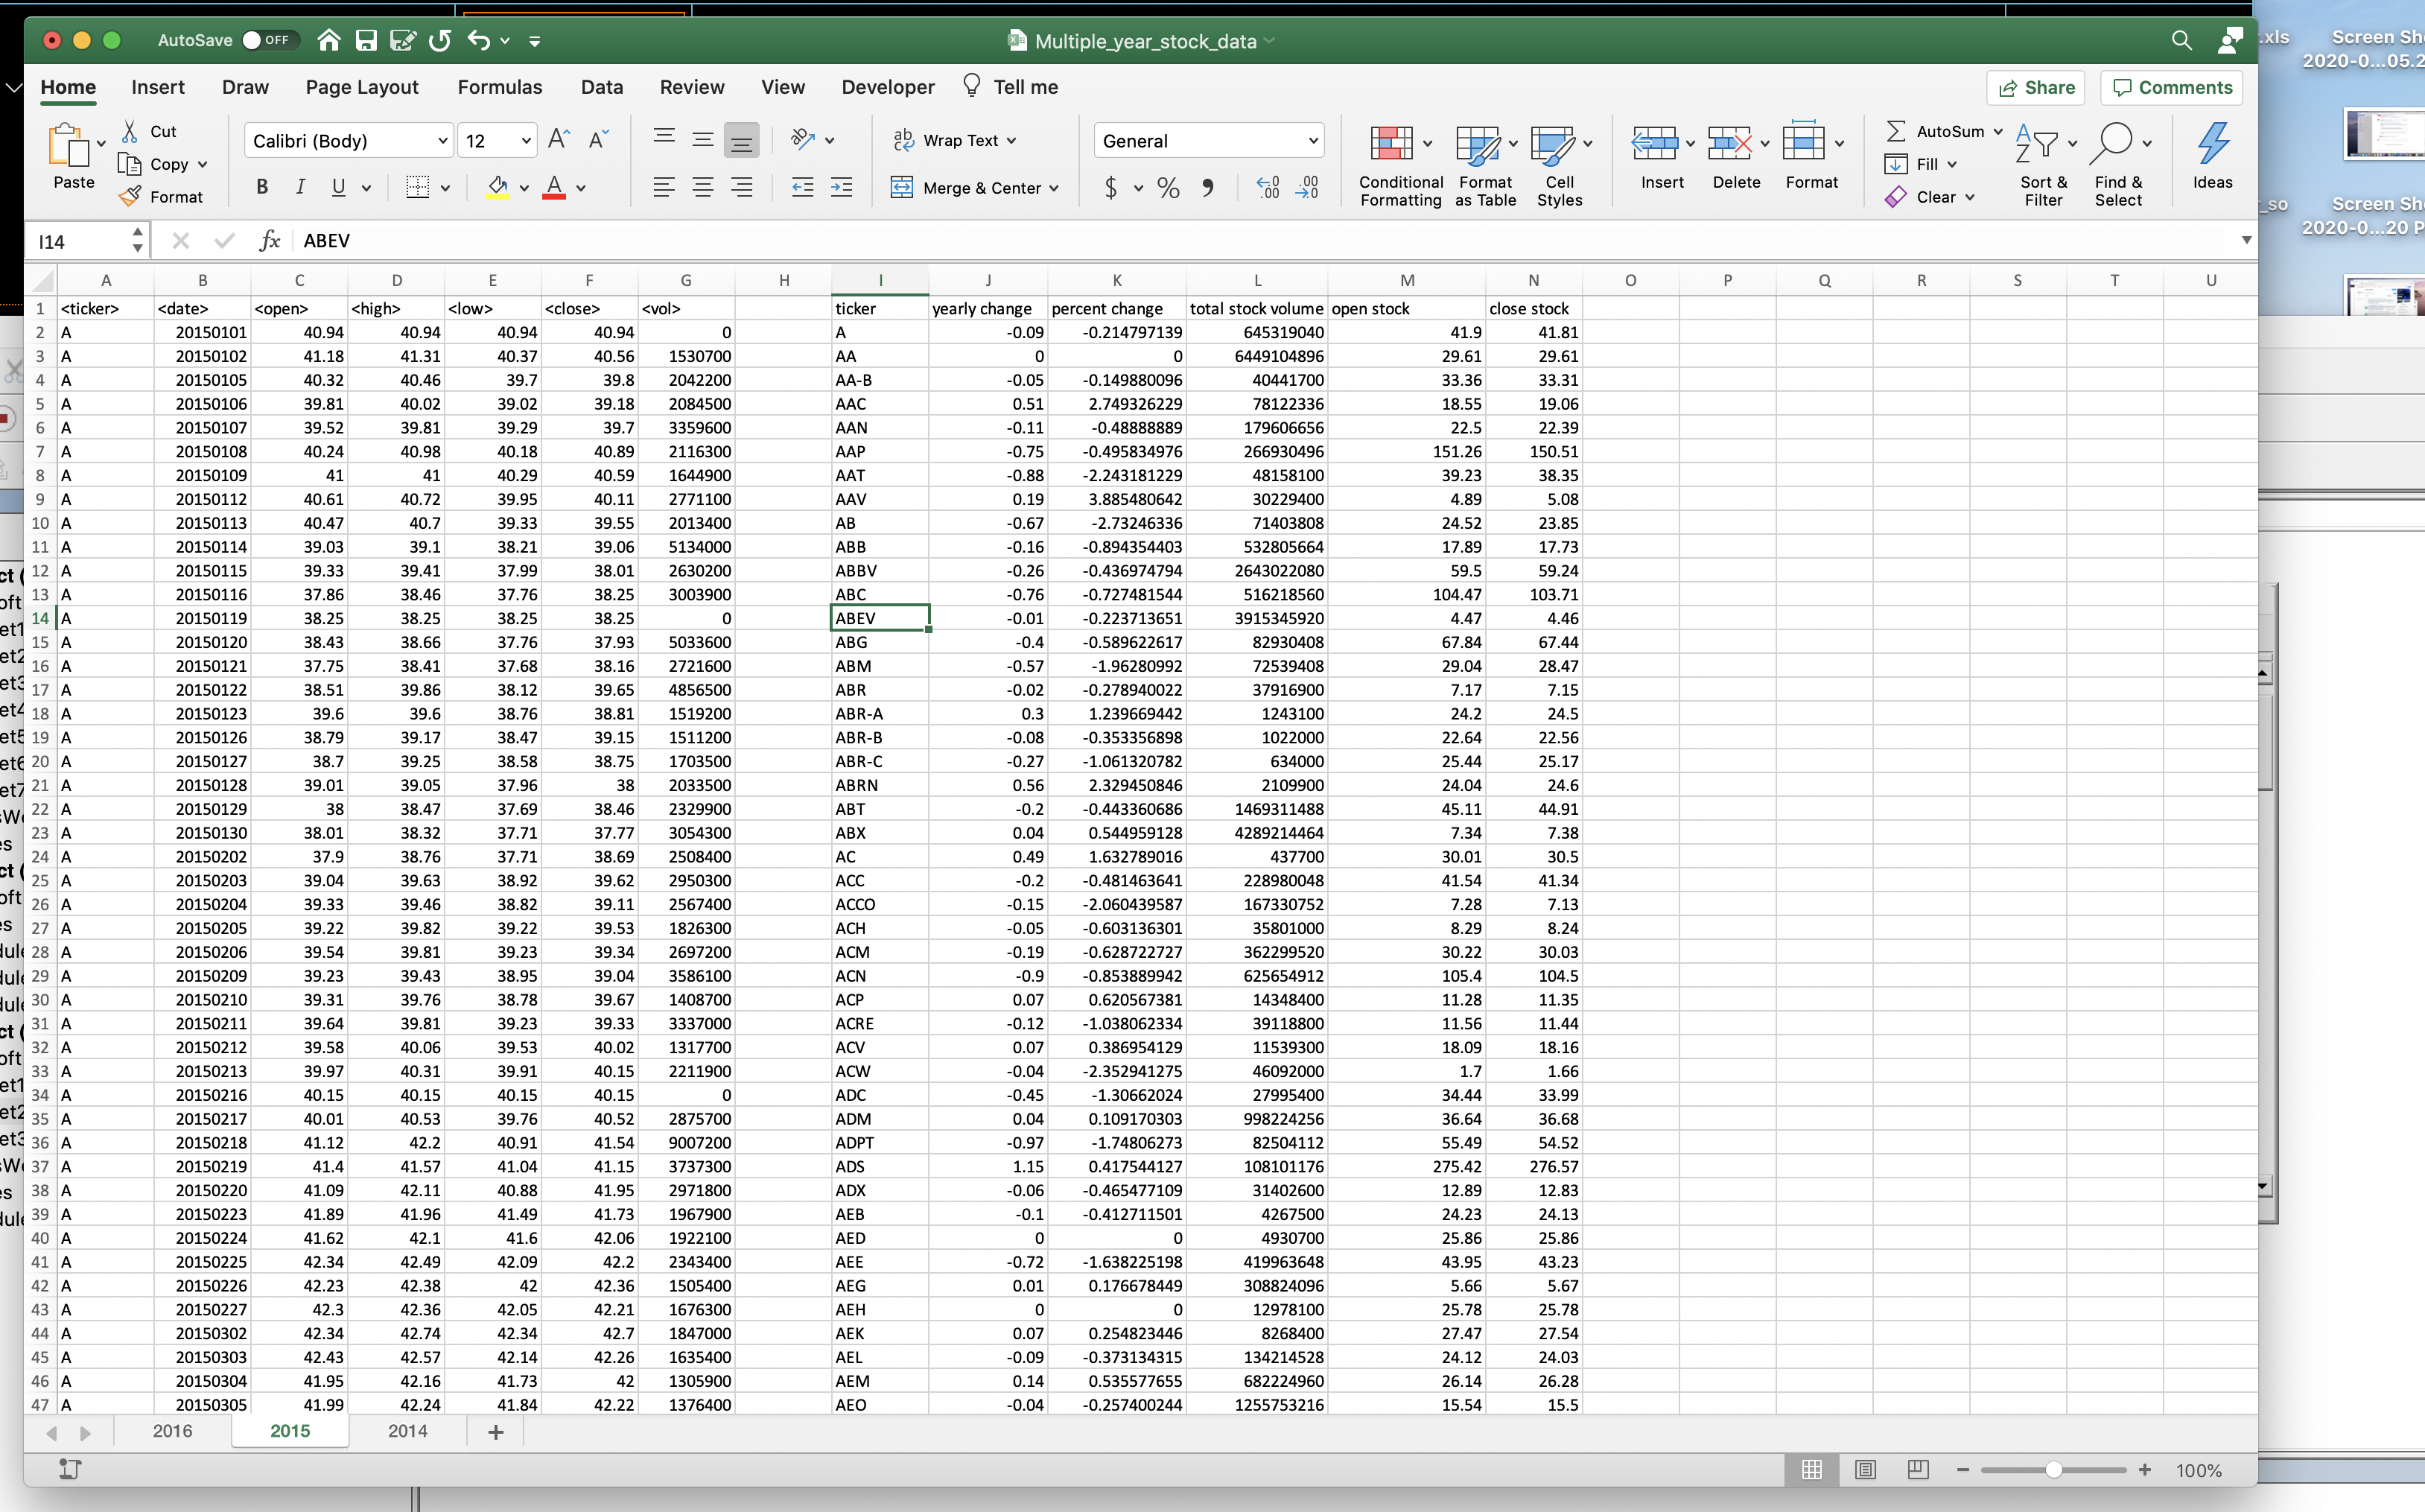 AutoSave OFF Multiple_year_stock_data
Home Insert Draw Page Layout Formulas Data Review View Developer Tell me Share Comments
Paste Cut Copy Format
Calibri (Body) 12 A^ A˅
B I U A
ab c Wrap Text
Merge & Center
General
$ % , .00 .00
Conditional Formatting Format as Table Cell Styles
Insert Delete Format
AutoSum Fill Clear
Sort & Filter Find & Select Ideas
I14 fx ABEV
A B C D E F G H I J K L M N O P Q R S T U
1 <ticker> <date> <open> <high> <low> <close> <vol> ticker yearly change percent change total stock volume open stock close stock
2 A 20150101 40.94 40.94 40.94 40.94 0 A -0.09 -0.214797139 645319040 41.9 41.81
3 A 20150102 41.18 41.31 40.37 40.56 1530700 AA 0 0 6449104896 29.61 29.61
4 A 20150105 40.32 40.46 39.7 39.8 2042200 AA-B -0.05 -0.149880096 40441700 33.36 33.31
5 A 20150106 39.81 40.02 39.02 39.18 2084500 AAC 0.51 2.749326229 78122336 18.55 19.06
6 A 20150107 39.52 39.81 39.29 39.7 3359600 AAN -0.11 -0.48888889 179606656 22.5 22.39
7 A 20150108 40.24 40.98 40.18 40.89 2116300 AAP -0.75 -0.495834976 266930496 151.26 150.51
8 A 20150109 41 41 40.29 40.59 1644900 AAT -0.88 -2.243181229 48158100 39.23 38.35
9 A 20150112 40.61 40.72 39.95 40.11 2771100 AAV 0.19 3.885480642 30229400 4.89 5.08
10 A 20150113 40.47 40.7 39.33 39.55 2013400 AB -0.67 -2.73246336 71403808 24.52 23.85
11 A 20150114 39.03 39.1 38.21 39.06 5134000 ABB -0.16 -0.894354403 532805664 17.89 17.73
12 A 20150115 39.33 39.41 37.99 38.01 2630200 ABBV -0.26 -0.436974794 2643022080 59.5 59.24
13 A 20150116 37.86 38.46 37.76 38.25 3003900 ABC -0.76 -0.727481544 516218560 104.47 103.71
14 A 20150119 38.25 38.25 38.25 38.25 0 ABEV -0.01 -0.223713651 3915345920 4.47 4.46
15 A 20150120 38.43 38.66 37.76 37.93 5033600 ABG -0.4 -0.589622617 82930408 67.84 67.44
16 A 20150121 37.75 38.41 37.68 38.16 2721600 ABM -0.57 -1.96280992 72539408 29.04 28.47
17 A 20150122 38.51 39.86 38.12 39.65 4856500 ABR -0.02 -0.278940022 37916900 7.17 7.15
18 A 20150123 39.6 39.6 38.76 38.81 1519200 ABR-A 0.3 1.239669442 1243100 24.2 24.5
19 A 20150126 38.79 39.17 38.47 39.15 1511200 ABR-B -0.08 -0.353356898 1022000 22.64 22.56
20 A 20150127 38.7 39.25 38.58 38.75 1703500 ABR-C -0.27 -1.061320782 634000 25.44 25.17
21 A 20150128 39.01 39.05 37.96 38 2033500 ABRN 0.56 2.329450846 2109900 24.04 24.6
22 A 20150129 38 38.47 37.69 38.46 2329900 ABT -0.2 -0.443360686 1469311488 45.11 44.91
23 A 20150130 38.01 38.32 37.71 37.77 3054300 ABX 0.04 0.544959128 4289214464 7.34 7.38
24 A 20150202 37.9 38.76 37.71 38.69 2508400 AC 0.49 1.632789016 437700 30.01 30.5
25 A 20150203 39.04 39.63 38.92 39.62 2950300 ACC -0.2 -0.481463641 228980048 41.54 41.34
26 A 20150204 39.33 39.46 38.82 39.11 2567400 ACCO -0.15 -2.060439587 167330752 7.28 7.13
27 A 20150205 39.22 39.82 39.22 39.53 1826300 ACH -0.05 -0.603136301 35801000 8.29 8.24
28 A 20150206 39.54 39.81 39.23 39.34 2697200 ACM -0.19 -0.628722727 362299520 30.22 30.03
29 A 20150209 39.23 39.43 38.95 39.04 3586100 ACN -0.9 -0.853889942 625654912 105.4 104.5
30 A 20150210 39.31 39.76 38.78 39.67 1408700 ACP 0.07 0.620567381 14348400 11.28 11.35
31 A 20150211 39.64 39.81 39.23 39.33 3337000 ACRE -0.12 -1.038062334 39118800 11.56 11.44
32 A 20150212 39.58 40.06 39.53 40.02 1317700 ACV 0.07 0.386954129 11539300 18.09 18.16
33 A 20150213 39.97 40.31 39.91 40.15 2211900 ACW -0.04 -2.352941275 46092000 1.7 1.66
34 A 20150216 40.15 40.15 40.15 40.15 0 ADC -0.45 -1.30662024 27995400 34.44 33.99
35 A 20150217 40.01 40.53 39.76 40.52 2875700 ADM 0.04 0.109170303 998224256 36.64 36.68
36 A 20150218 41.12 42.2 40.91 41.54 9007200 ADPT -0.97 -1.74806273 82504112 55.49 54.52
37 A 20150219 41.4 41.57 41.04 41.15 3737300 ADS 1.15 0.417544127 108101176 275.42 276.57
38 A 20150220 41.09 42.11 40.88 41.95 2971800 ADX -0.06 -0.465477109 31402600 12.89 12.83
39 A 20150223 41.89 41.96 41.49 41.73 1967900 AEB -0.1 -0.412711501 4267500 24.23 24.13
40 A 20150224 41.62 42.1 41.6 42.06 1922100 AED 0 0 4930700 25.86 25.86
41 A 20150225 42.34 42.49 42.09 42.2 2343400 AEE -0.72 -1.638225198 419963648 43.95 43.23
42 A 20150226 42.23 42.38 42 42.36 1505400 AEG 0.01 0.176678449 308824096 5.66 5.67
43 A 20150227 42.3 42.36 42.05 42.21 1676300 AEH 0 0 12978100 25.78 25.78
44 A 20150302 42.34 42.74 42.34 42.7 1847000 AEK 0.07 0.254823446 8268400 27.47 27.54
45 A 20150303 42.43 42.57 42.14 42.26 1635400 AEL -0.09 -0.373134315 134214528 24.12 24.03
46 A 20150304 41.95 42.16 41.73 42 1305900 AEM 0.14 0.535577655 682224960 26.14 26.28
47 A 20150305 41.99 42.24 41.84 42.22 1376400 AEO -0.04 -0.257400244 1255753216 15.54 15.5
2016 2015 2014 +
100%
.xls Screen Sh
2020-0...05.2
_so Screen Sh
2020-0...20 P